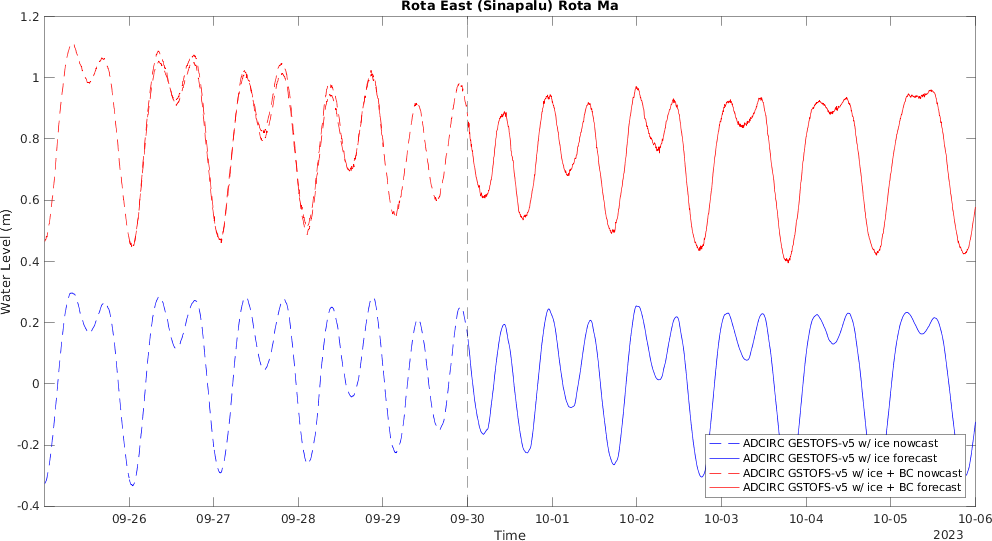 Rota East (Sinapalu) Rota Ma
Water Level (m)
1.2
1
0.8
0.6
0.4
0.2
0
-0.2
-0.4
ADCIRC GESTOFS-v5 w/ ice nowcast
ADCIRC GESTOFS-v5 w/ ice forecast
ADCIRC GSTOFS-v5 w/ ice + BC nowcast
ADCIRC GSTOFS-v5 w/ ice + BC forecast
09-26 09-27 09-28 09-29 09-30 10-01 10-02 10-03 10-04 10-05 10-06
Time
2023